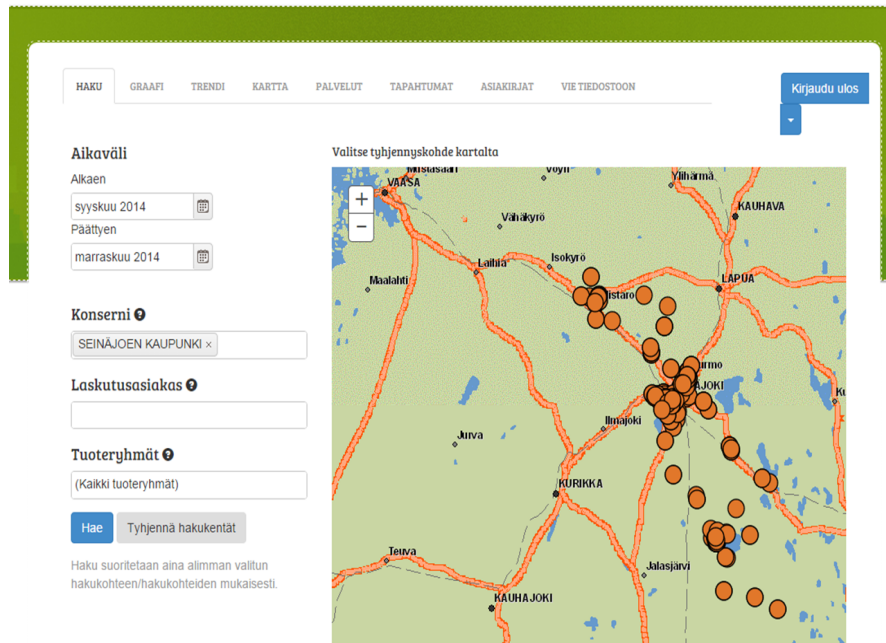 HAKU GRAAFI TRENDI KARTTA PALVELUT TAPAHTUMAT ASIAKIRJAT VIE TIEDOSTOON
Kirjaudu ulos
Aikaväli
Alkaen
syyskuu 2014
Päättyen
marraskuu 2014
Konserni
SEINÄJOEN KAUPUNKI ×
Laskutusasiakas
Tuoteryhmät
(Kaikki tuoteryhmät)
Hae Tyhjennä hakukentät
Haku suoritetaan aina alimman valitun
hakukohteen/hakukohteiden mukaisesti.
Valitse tyhjennyskohde kartalta
+
−
VAASA
Ylihärmä
KAUHAVA
Vähäkyrö
Laihia
Isokyrö
Maalahti
LAPUA
Ilmajoki
Jurva
KURIKKA
Teuva
Jalasjärvi
KAUHAJOKI